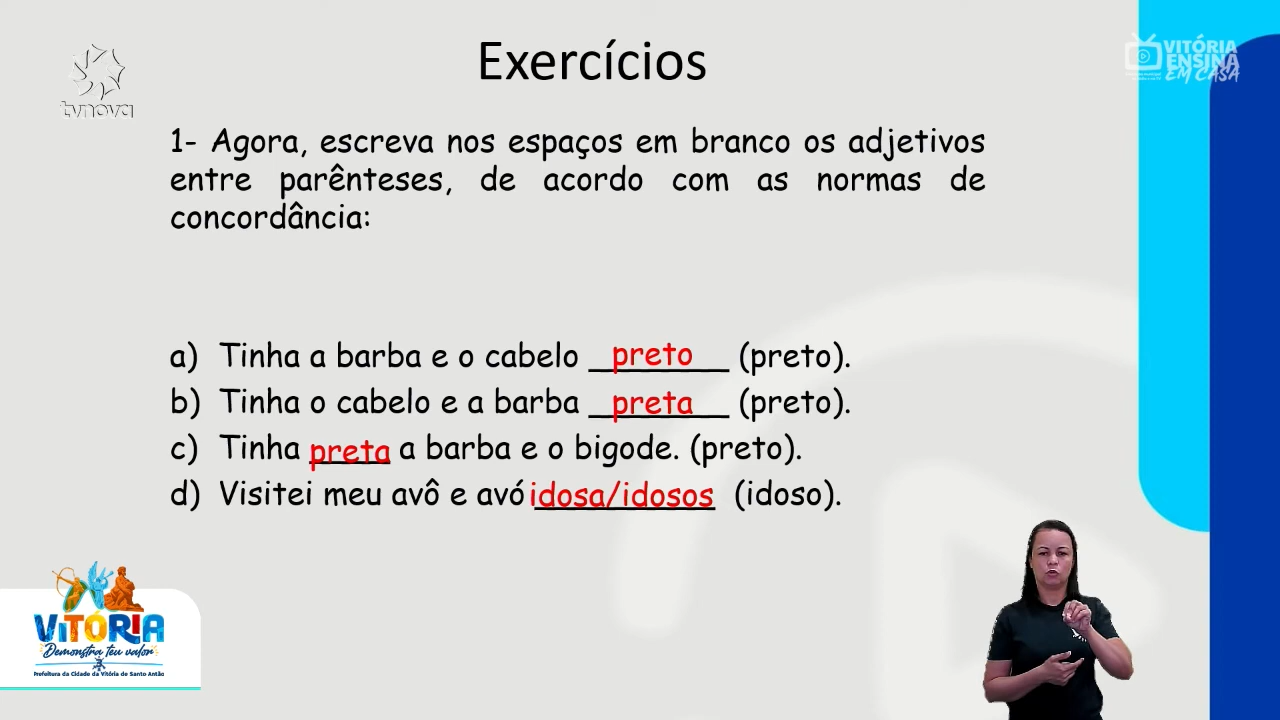 Exercícios
tvnova
VITÓRIA
ENSINA
EM CASA
1- Agora, escreva nos espaços em branco os adjetivos
entre parênteses, de acordo com as normas de
concordância:
a) Tinha a barba e o cabelo preto (preto).
b) Tinha o cabelo e a barba preta (preto).
c) Tinha preta a barba e o bigode. (preto).
d) Visitei meu avô e avó idosa/idosos (idoso).
VITÓRIA
Demonstra teu valor
Prefeitura da Cidade da Vitória de Santo Antão